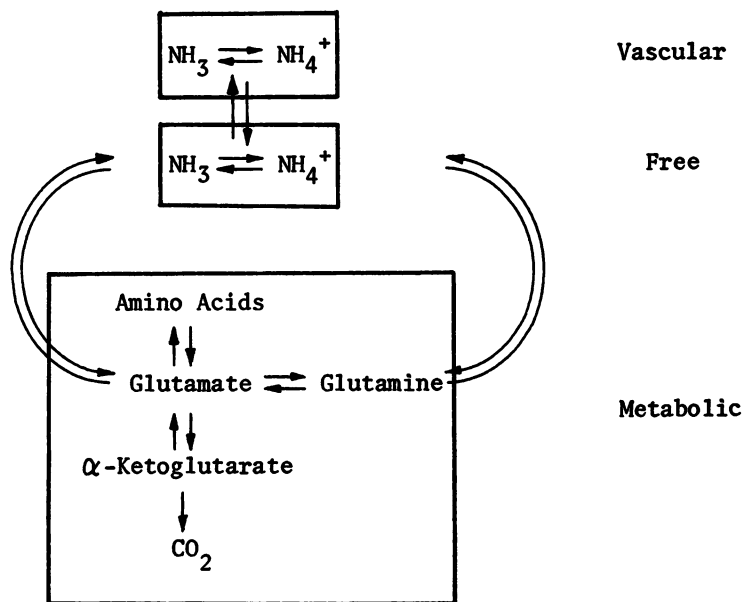 NH3 ⇌ NH4+ Vascular
NH3 ⇌ NH4+ Free
Amino Acids
Glutamate ⇌ Glutamine
Metabolic
α-Ketoglutarate
CO2